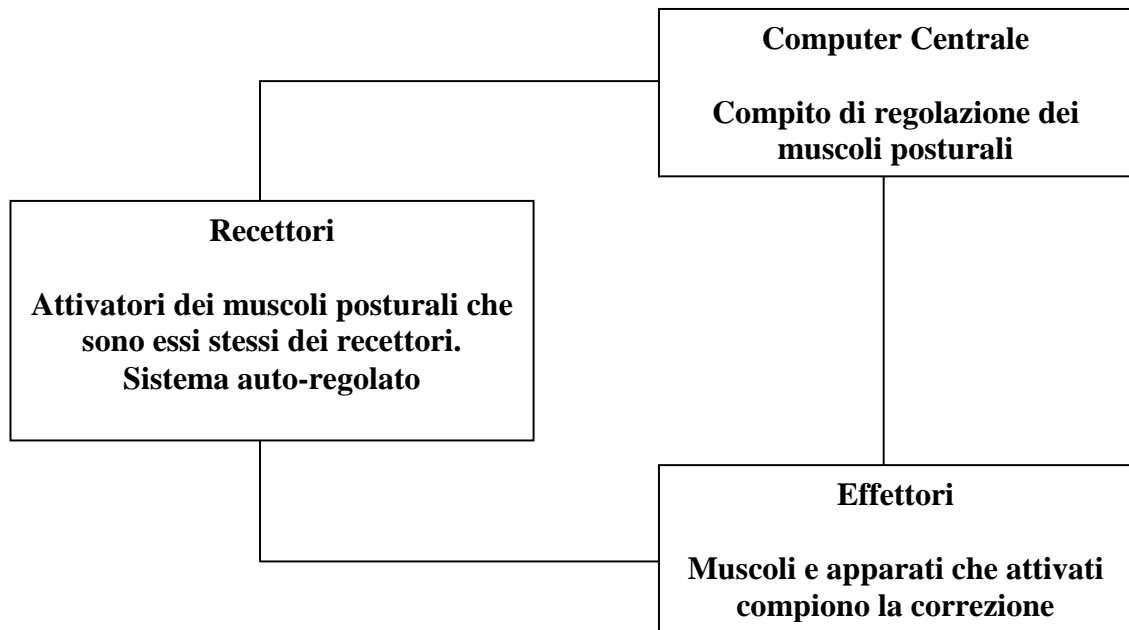 Computer Centrale
Compito di regolazione dei
muscoli posturali
Recettori
Attivatori dei muscoli posturali che
sono essi stessi dei recettori.
Sistema auto-regolato
Effettori
Muscoli e apparati che attivati
compiono la correzione